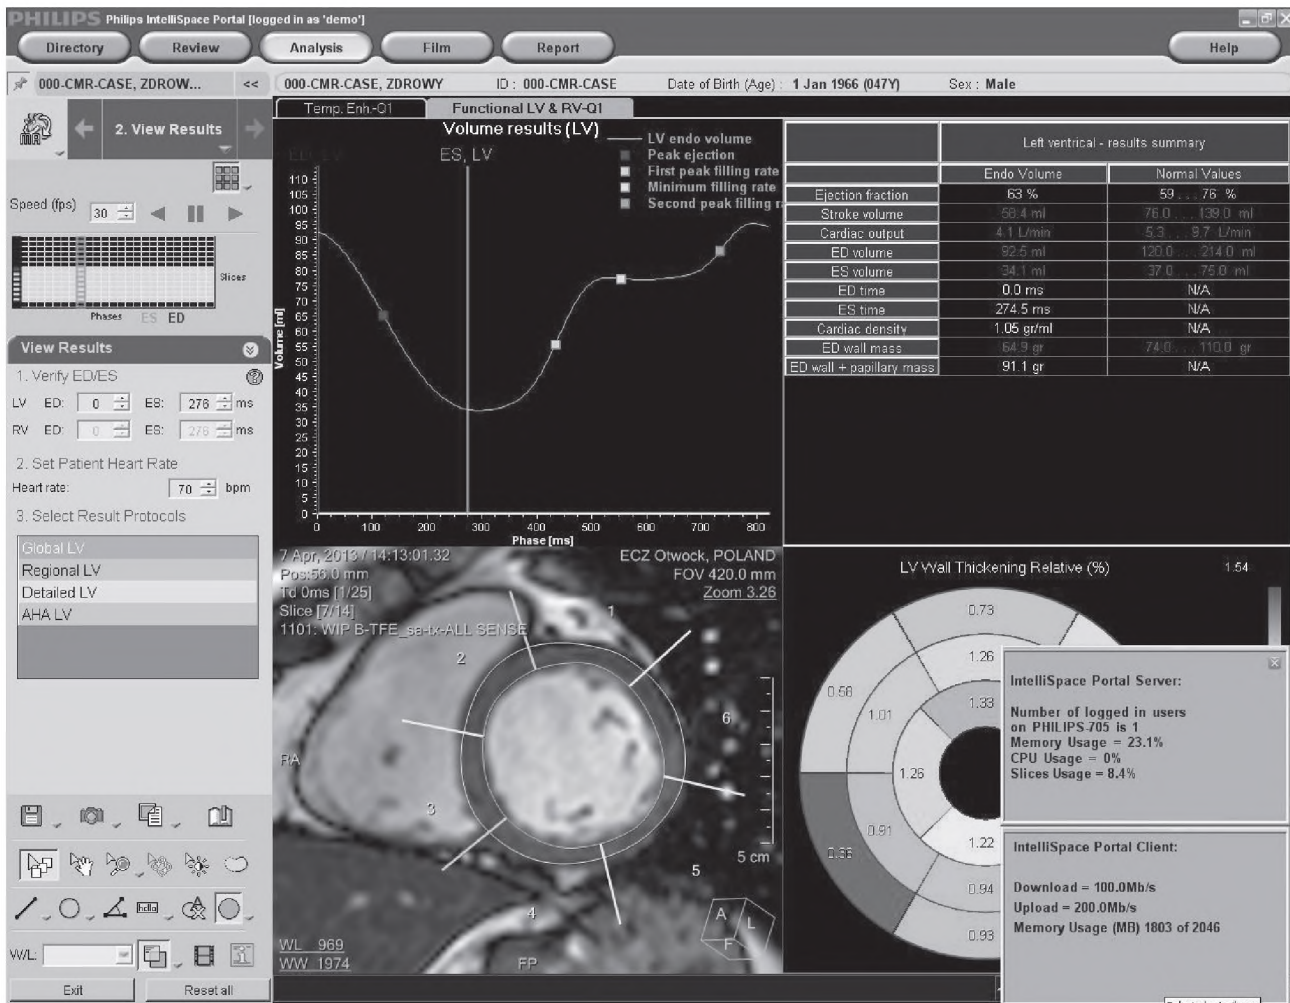 PHILIPS Philips IntelliSpace Portal [logged in as 'demo']
Directory Review Analysis Film Report Help
000-CMR-CASE, ZDROW... << 000-CMR-CASE, ZDROWY ID : 000-CMR-CASE Date of Birth (Age) : 1 Jan 1966 (047Y) Sex : Male
Temp. Enh.-Q1 Functional LV & RV-Q1
2. View Results
Speed (fps) 30
Slices
Phases ES ED
View Results
1. Verify ED/ES
LV ED: 0 ES: 276 ms
RV ED: 0 ES: 276 ms
2. Set Patient Heart Rate
Heart rate: 70 bpm
3. Select Result Protocols
Global LV
Regional LV
Detailed LV
AHA LV
W/L:
Exit Reset all
Volume results (LV)
ED, LV ES, LV
LV endo volume
Peak ejection
First peak filling rate
Minimum filling rate
Second peak filling r
Volume [ml]
110
105
100
95
90
85
80
75
70
65
60
55
50
45
40
35
30
25
20
15
10
5
0
0 100 200 300 400 500 600 700 800
Phase [ms]
Left ventrical - results summary
Endo Volume Normal Values
Ejection fraction 63 % 59 . . . 76 %
Stroke volume 58.4 ml 76.0 . . . 139.0 ml
Cardiac output 4.1 L/min 5.3 . . . 9.7 L/min
ED volume 92.5 ml 120.0 . . . 214.0 ml
ES volume 34.1 ml 37.0 . . . 75.0 ml
ED time 0.0 ms N/A
ES time 274.5 ms N/A
Cardiac density 1.05 gr/ml N/A
ED wall mass 64.9 gr 74.0 . . . 110.0 gr
ED wall + papillary mass 91.1 gr N/A
7 Apr, 2013 / 14:13:01.32
Pos:56.0 mm
Td 0ms [1/25]
Slice [7/14]
1101: WIP B-TFE_sa-tx-ALL SENSE
ECZ Otwock, POLAND
FOV 420.0 mm
Zoom 3.26
1
2
6
RA
3
5 cm
5
4
A L
F
WL 969
WW 1974
FP
LV Wall Thickening Relative (%) 1.54
0.73
1.26
0.58
1.33
1.01
1.26
0.91
1.22
0.36
0.94
0.93
IntelliSpace Portal Server:
Number of logged in users
on PHILIPS-705 is 1
Memory Usage = 23.1%
CPU Usage = 0%
Slices Usage = 8.4%
IntelliSpace Portal Client:
Download = 100.0Mb/s
Upload = 200.0Mb/s
Memory Usage (MB) 1803 of 2046